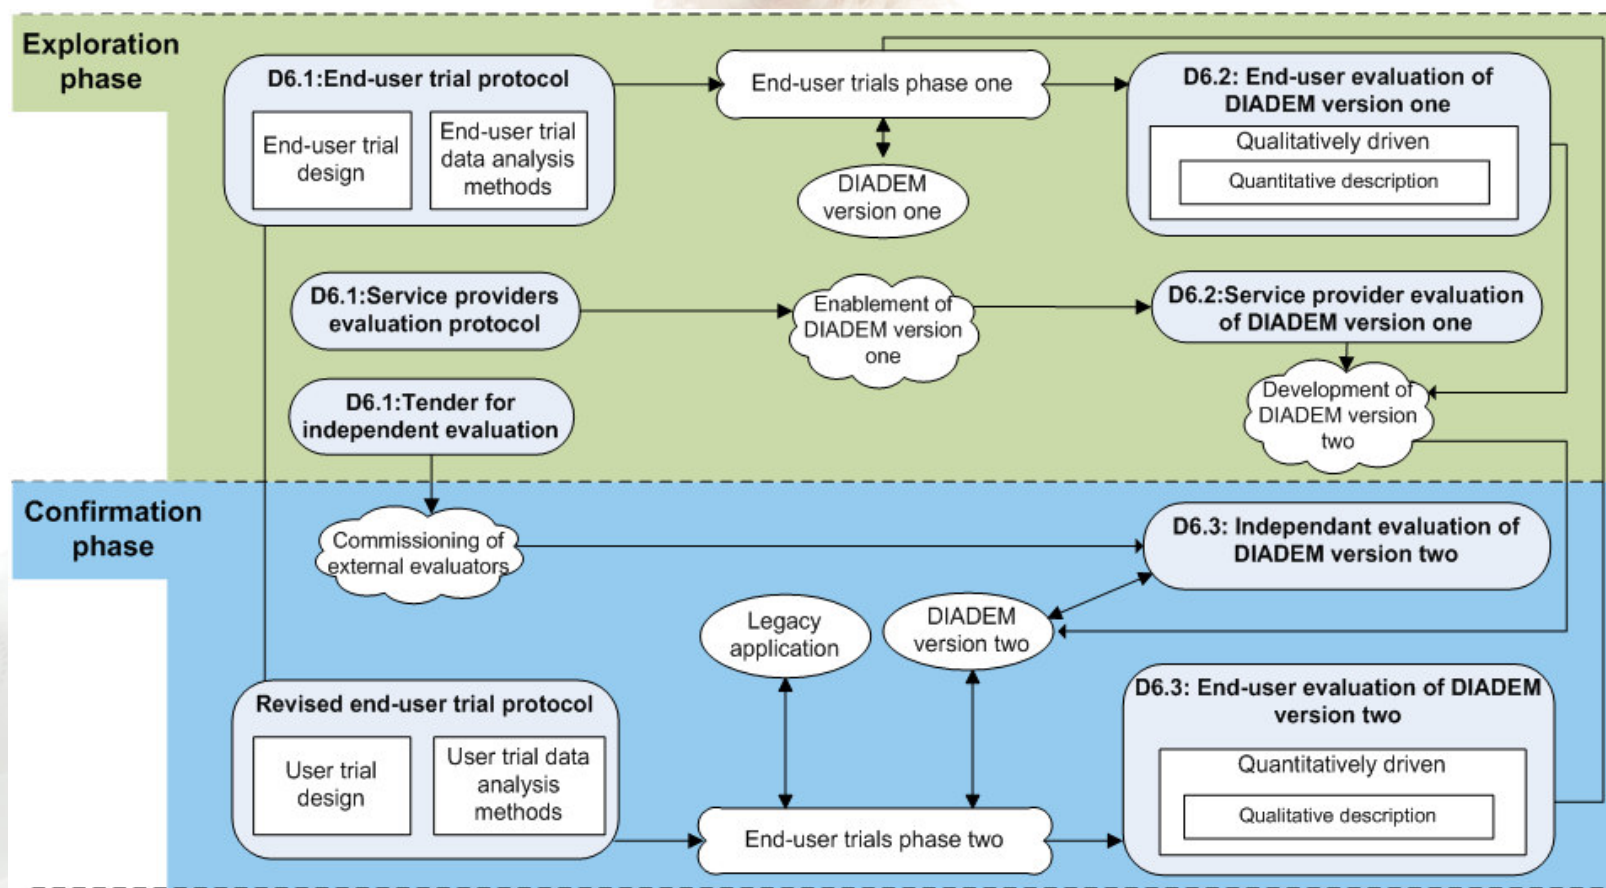 Exploration
phase
D6.1:End-user trial protocol
End-user trial
design
End-user trial
data analysis
methods
End-user trials phase one
DIADEM
version one
D6.2: End-user evaluation of
DIADEM version one
Qualitatively driven
Quantitative description
D6.1:Service providers
evaluation protocol
Enablement of
DIADEM version
one
D6.2:Service provider evaluation
of DIADEM version one
D6.1:Tender for
independent evaluation
Development of
DIADEM version
two
Confirmation
phase
Commissioning of
external evaluators
D6.3: Independant evaluation of
DIADEM version two
Legacy
application
DIADEM
version two
Revised end-user trial protocol
User trial
design
User trial data
analysis
methods
End-user trials phase two
D6.3: End-user evaluation of DIADEM
version two
Quantitatively driven
Qualitative description